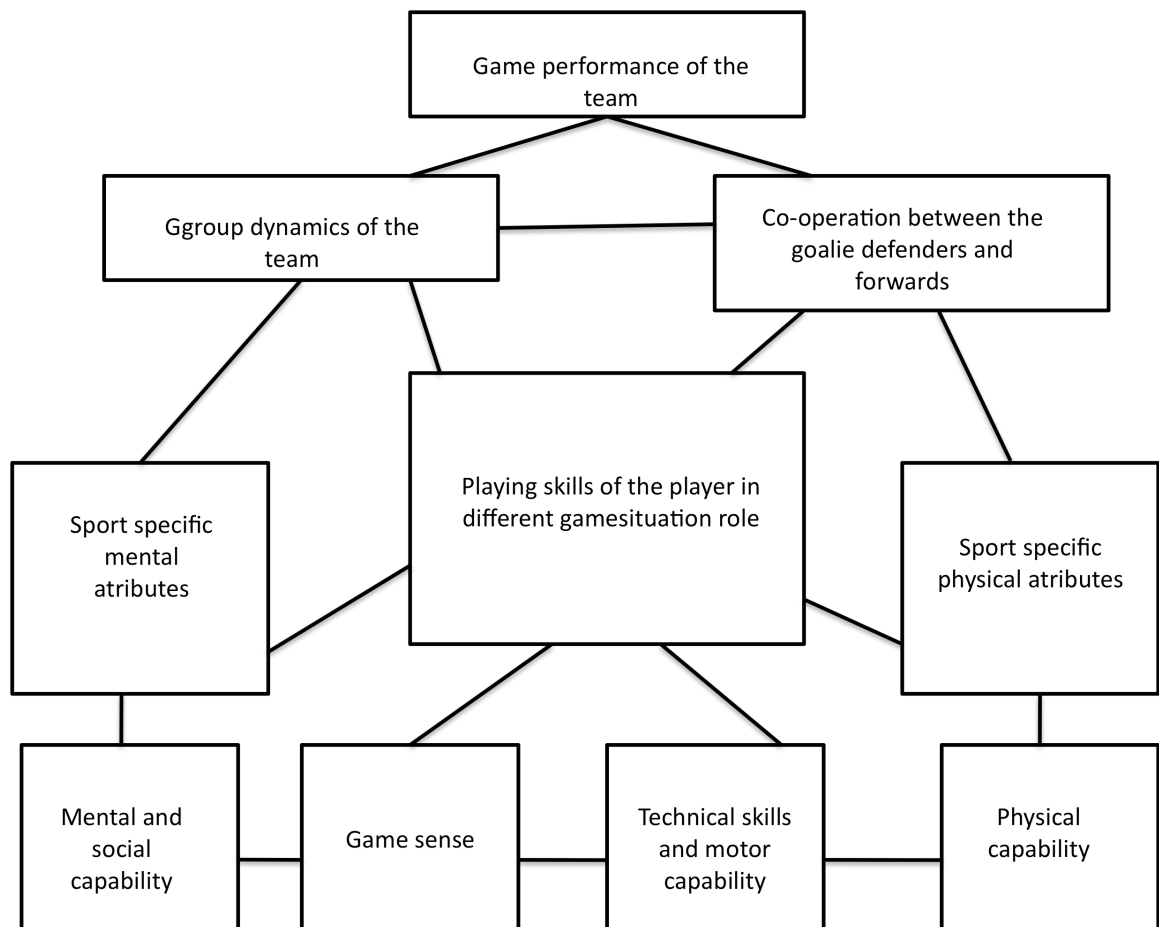 Game performance of the
team
Ggroup dynamics of the
team
Co-operation between the
goalie defenders and
forwards
Playing skills of the player in
different gamesituation role
Sport specific
mental
atributes
Sport specific
physical atributes
Mental and
social
capability
Game sense
Technical skills
and motor
capability
Physical
capability